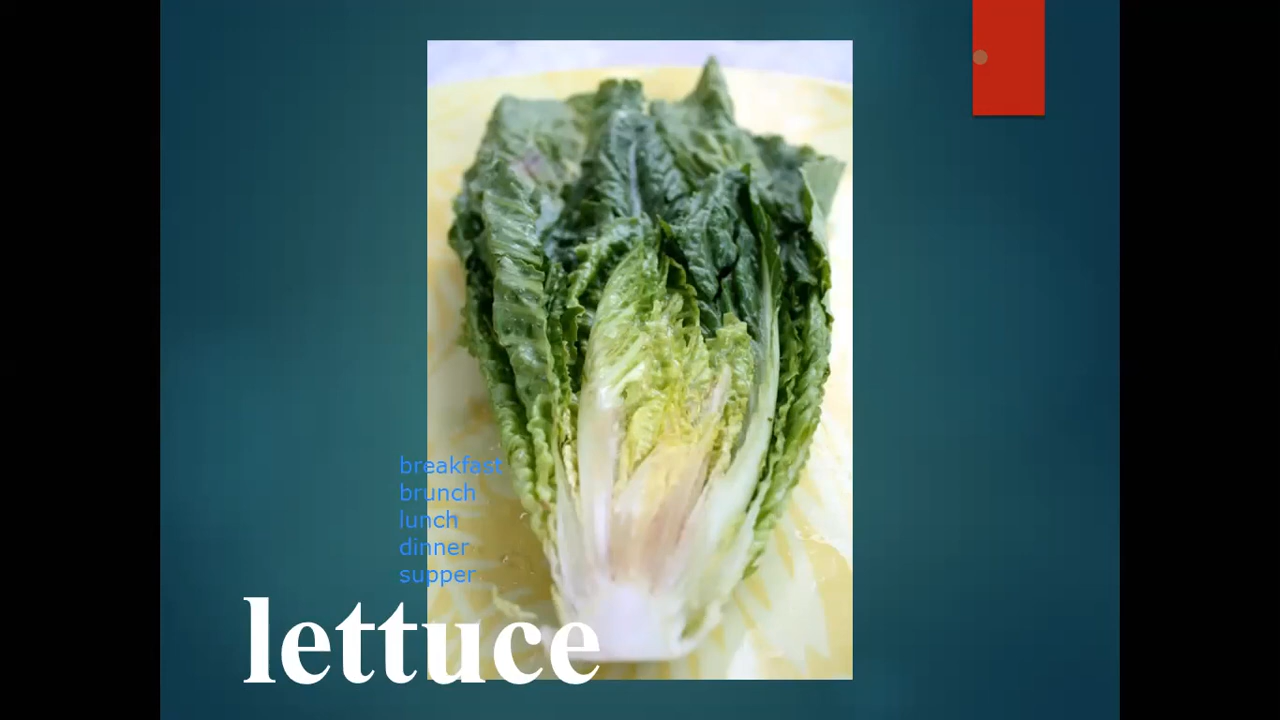 breakfast
brunch
lunch
dinner
supper
lettuce